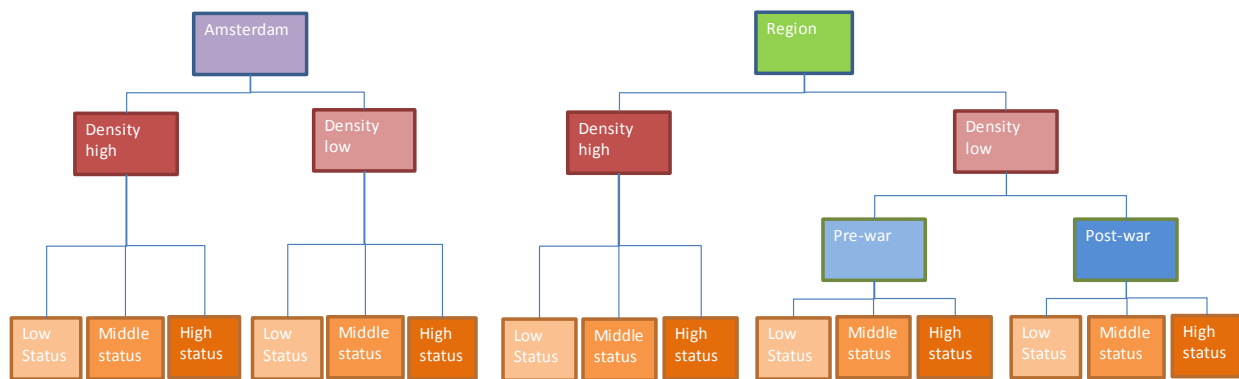 Amsterdam
Region
Density
high
Density
low
Density
high
Density
low
Pre-war
Post-war
Low
Status
Middle
status
High
status
Low
Status
Middle
status
High
status
Low
Status
Middle
status
High
status
Low
Status
Middle
status
High
status
Low
Status
Middle
status
High
status